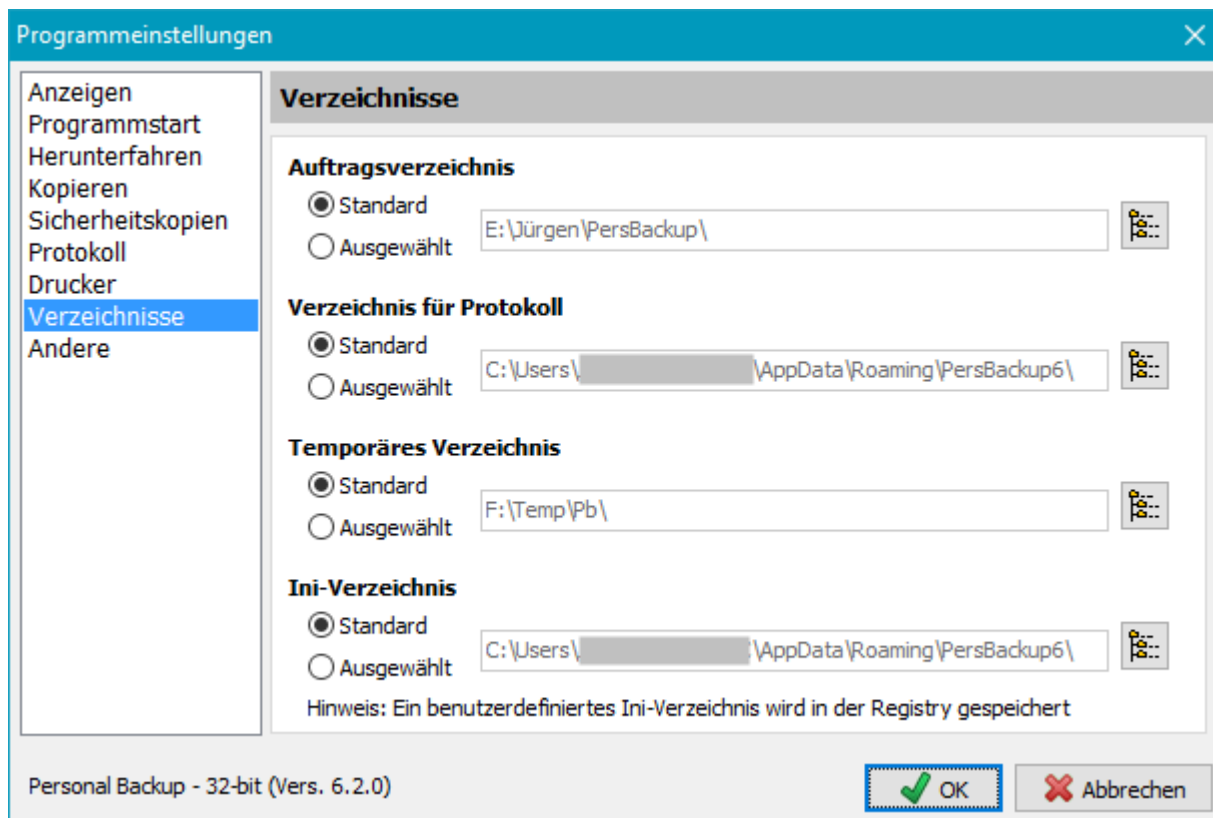 Programmeinstellungen
Anzeigen
Programmstart
Herunterfahren
Kopieren
Sicherheitskopien
Protokoll
Drucker
Verzeichnisse
Andere
Verzeichnisse
Auftragsverzeichnis
Standard
Ausgewählt
E:\Jürgen\PersBackup\
Verzeichnis für Protokoll
Standard
Ausgewählt
C:\Users\ \AppData\Roaming\PersBackup6\
Temporäres Verzeichnis
Standard
Ausgewählt
F:\Temp\Pb\
Ini-Verzeichnis
Standard
Ausgewählt
C:\Users\ \AppData\Roaming\PersBackup6\
Hinweis: Ein benutzerdefiniertes Ini-Verzeichnis wird in der Registry gespeichert
Personal Backup - 32-bit (Vers. 6.2.0)
OK
Abbrechen